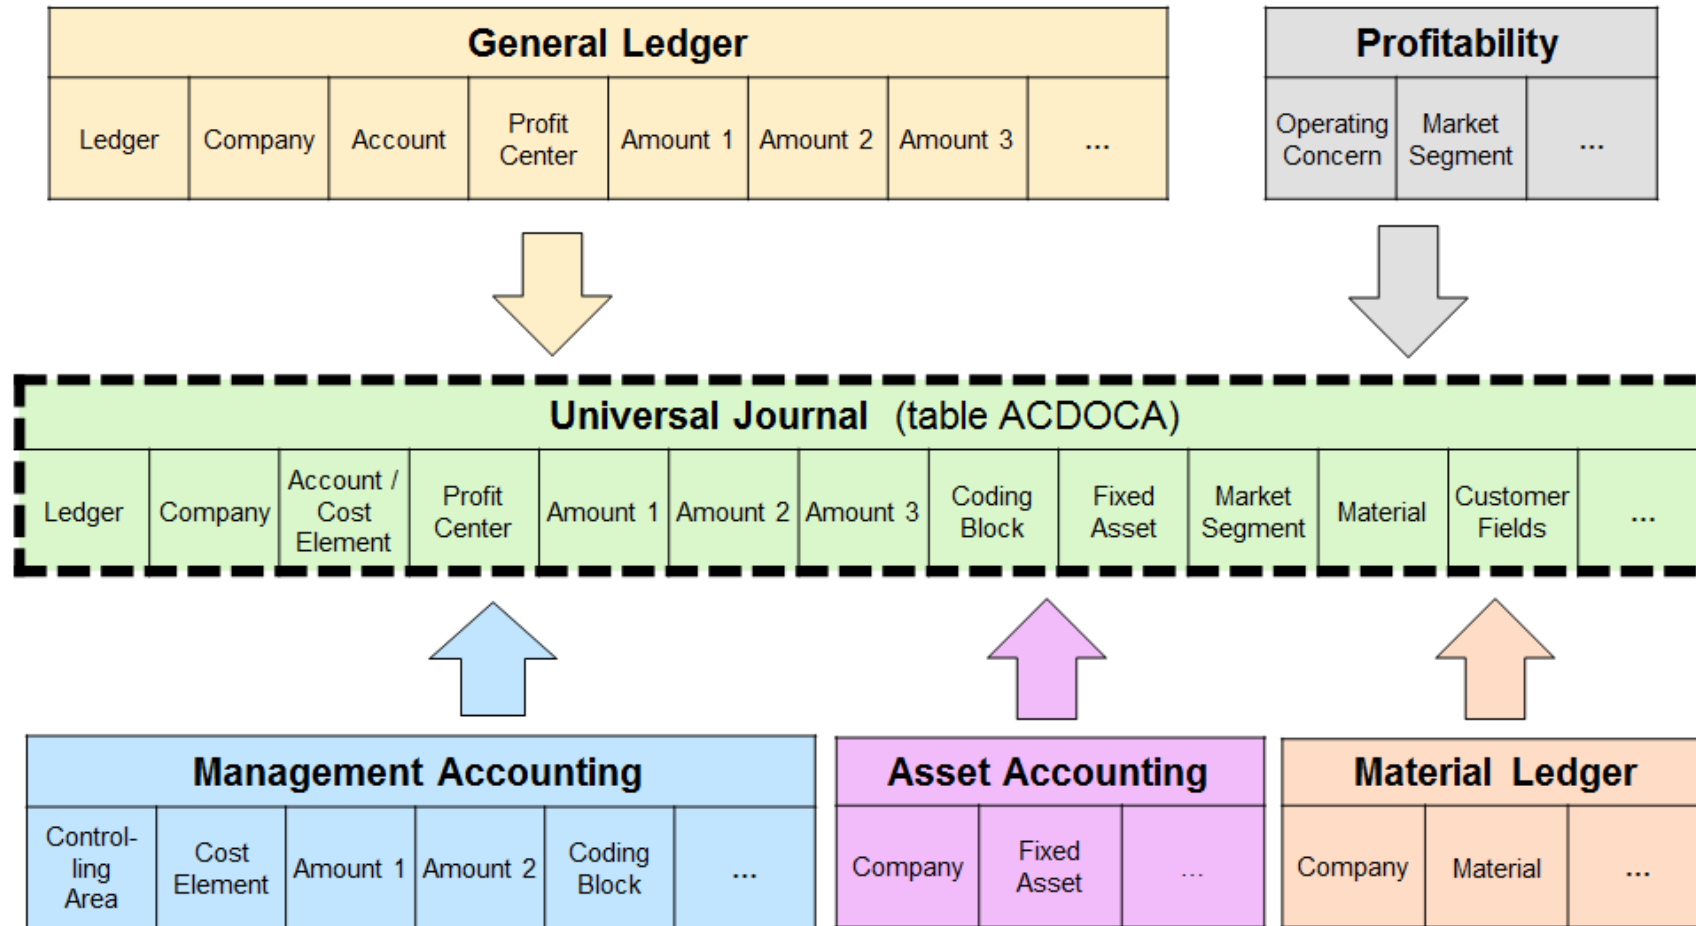 General Ledger
Ledger
Company
Account
Profit
Center
Amount 1
Amount 2
Amount 3
...
Profitability
Operating
Concern
Market
Segment
...
Universal Journal (table ACDOCA)
Ledger
Company
Account /
Cost
Element
Profit
Center
Amount 1
Amount 2
Amount 3
Coding
Block
Fixed
Asset
Market
Segment
Material
Customer
Fields
...
Management Accounting
Control-
ling
Area
Cost
Element
Amount 1
Amount 2
Coding
Block
...
Asset Accounting
Company
Fixed
Asset
...
Material Ledger
Company
Material
...